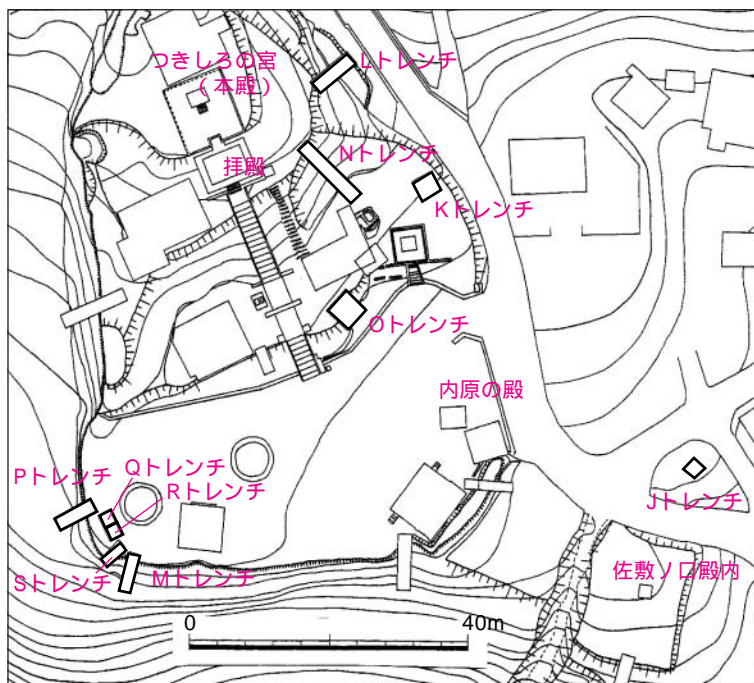 つきしろの宮
(本殿)
Lトレンチ
拝殿
Nトレンチ
Kトレンチ
Oトレンチ
内原の殿
Pトレンチ
Qトレンチ
Rトレンチ
Jトレンチ
Sトレンチ
Mトレンチ
佐敷ノロ殿内
0
40m